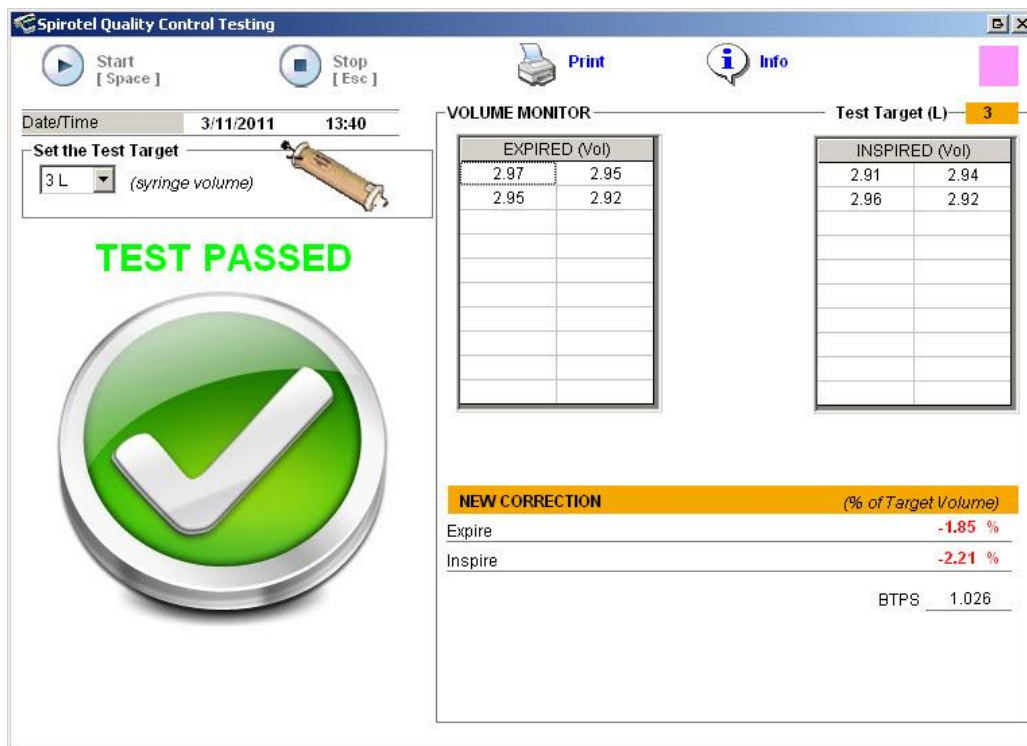 Spirotel Quality Control Testing
Start
[ Space ]
Stop
[ Esc ]
Print
Info
Date/Time 3/11/2011 13:40
Set the Test Target
3 L (syringe volume)
TEST PASSED
VOLUME MONITOR Test Target (L) 3
EXPIRED (Vol)
2.97 2.95
2.95 2.92
INSPIRED (Vol)
2.91 2.94
2.96 2.92
NEW CORRECTION (% of Target Volume)
Expire -1.85 %
Inspire -2.21 %
BTPS 1.026